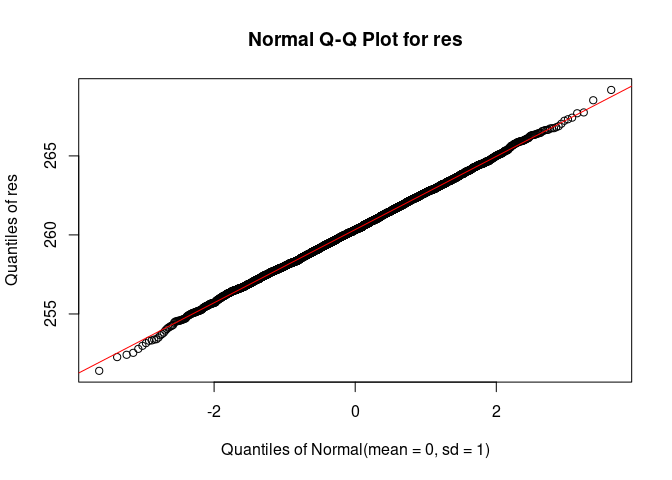 Normal Q-Q Plot for res
Quantiles of res
265
260
255
-2
0
2
Quantiles of Normal(mean = 0, sd = 1)